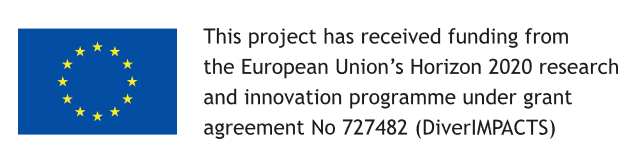 This project has received funding from
the European Union’s Horizon 2020 research
and innovation programme under grant
agreement No 727482 (DiverIMPACTS)